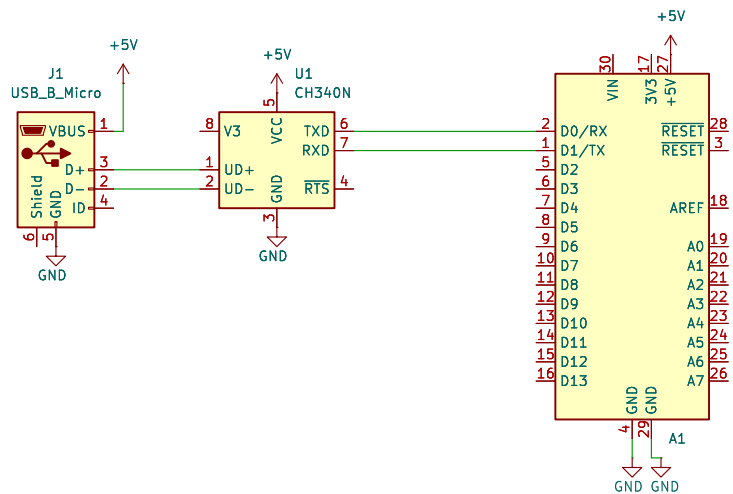 J1
USB_B_Micro
+5V
VBUS 1
D+ 3
D- 2
ID 4
Shield
GND
6
5
GND
+5V
U1
CH340N
5
VCC
8 V3
TXD 6
RXD 7
1 UD+
2 UD-
RTS 4
GND
3
GND
+5V
30
17
27
VIN
3V3
+5V
2 D0/RX
1 D1/TX
5 D2
6 D3
7 D4
8 D5
9 D6
10 D7
11 D8
12 D9
13 D10
14 D11
15 D12
16 D13
RESET 28
RESET 3
AREF 18
A0 19
A1 20
A2 21
A3 22
A4 23
A5 24
A6 25
A7 26
GND
GND
4
29
A1
GND
GND